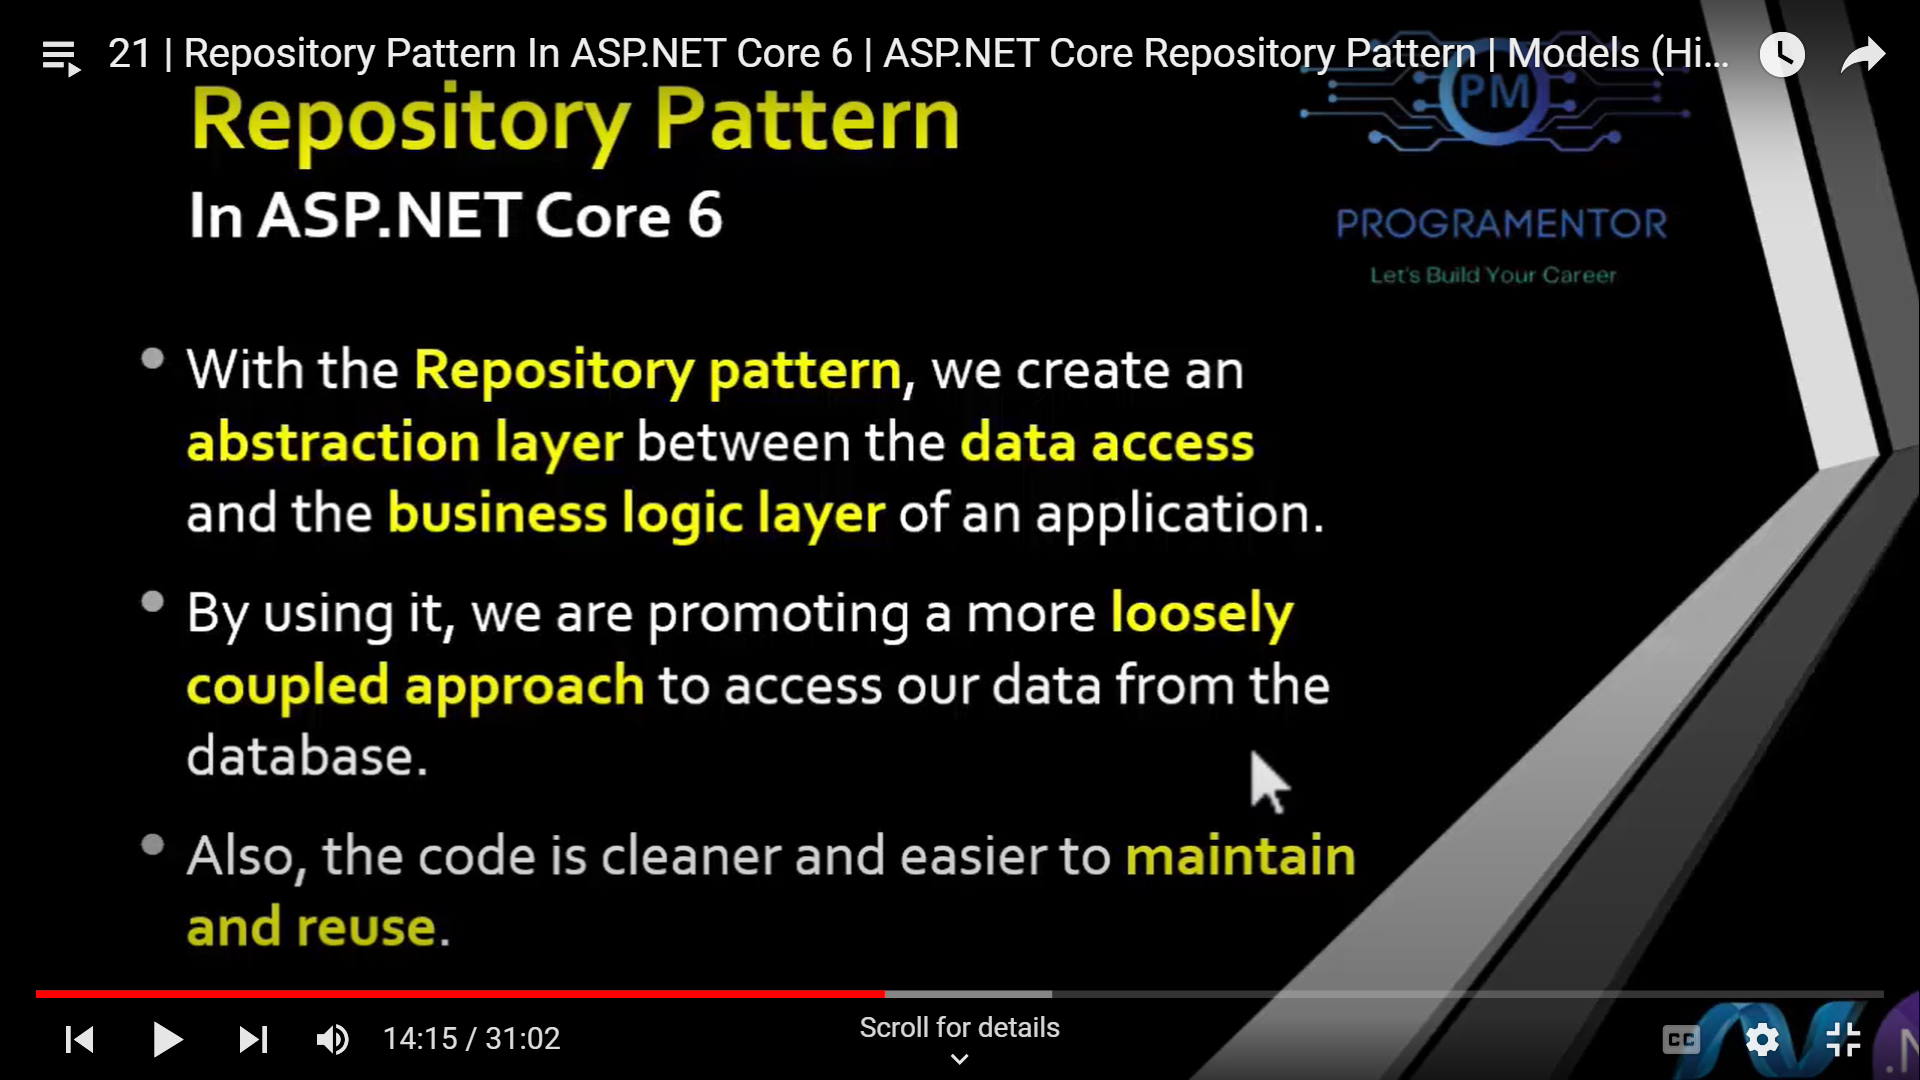 21 | Repository Pattern In ASP.NET Core 6 | ASP.NET Core Repository Pattern | Models (Hi...
PM
Repository Pattern
In ASP.NET Core 6
PROGRAMENTOR
Let's Build Your Career
• With the Repository pattern, we create an
abstraction layer between the data access
and the business logic layer of an application.
• By using it, we are promoting a more loosely
coupled approach to access our data from the
database.
• Also, the code is cleaner and easier to maintain
and reuse.
14:15 / 31:02
Scroll for details
CC
.N